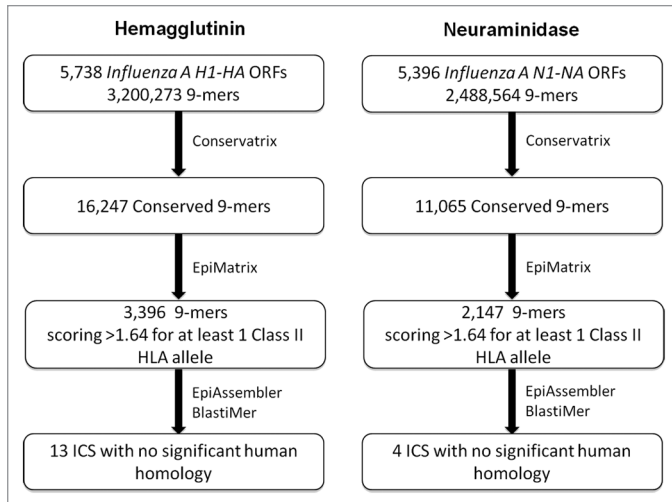 Hemagglutinin
5,738 Influenza A H1-HA ORFs
3,200,273 9-mers
Conservatrix
16,247 Conserved 9-mers
EpiMatrix
3,396 9-mers
scoring >1.64 for at least 1 Class II
HLA allele
EpiAssembler
BlastiMer
13 ICS with no significant human
homology
Neuraminidase
5,396 Influenza A N1-NA ORFs
2,488,564 9-mers
Conservatrix
11,065 Conserved 9-mers
EpiMatrix
2,147 9-mers
scoring >1.64 for at least 1 Class II
HLA allele
EpiAssembler
BlastiMer
4 ICS with no significant human
homology